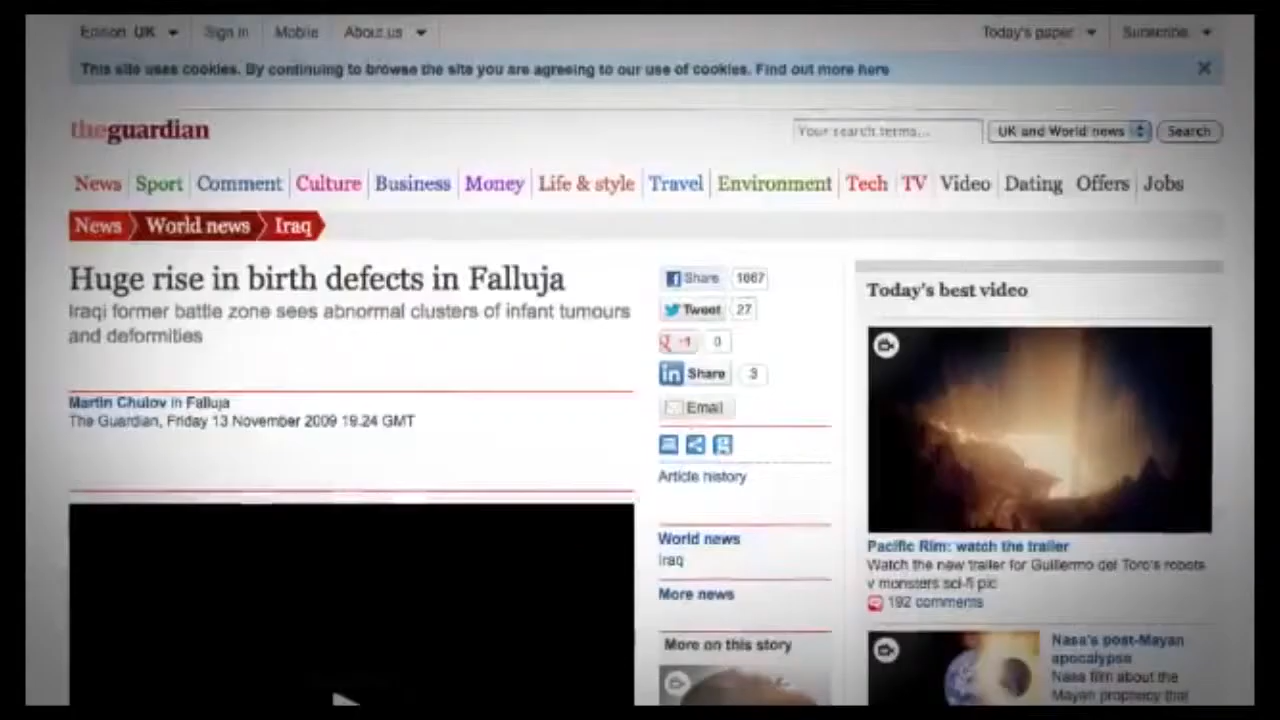 Edition UK
Sign in
Mobile
About us
Today's paper
Subscribe
This site uses cookies. By continuing to browse the site you are agreeing to our use of cookies. Find out more here
theguardian
Your search terms...
UK and World news
Search
News Sport Comment Culture Business Money Life & style Travel Environment Tech TV Video Dating Offers Jobs
News World news Iraq
Huge rise in birth defects in Falluja
Iraqi former battle zone sees abnormal clusters of infant tumours
and deformities
Martin Chulov in Falluja
The Guardian, Friday 13 November 2009 19.24 GMT
Share 1667
Tweet 27
+1 0
Share 3
Email
Article history
World news
Iraq
More news
More on this story
Today's best video
Pacific Rim: watch the trailer
Watch the new trailer for Guillermo del Toro's robots
v monsters sci-fi pic
192 comments
Nasa's post-Mayan
apocalypse
Nasa film about the
Mayan prophecy that